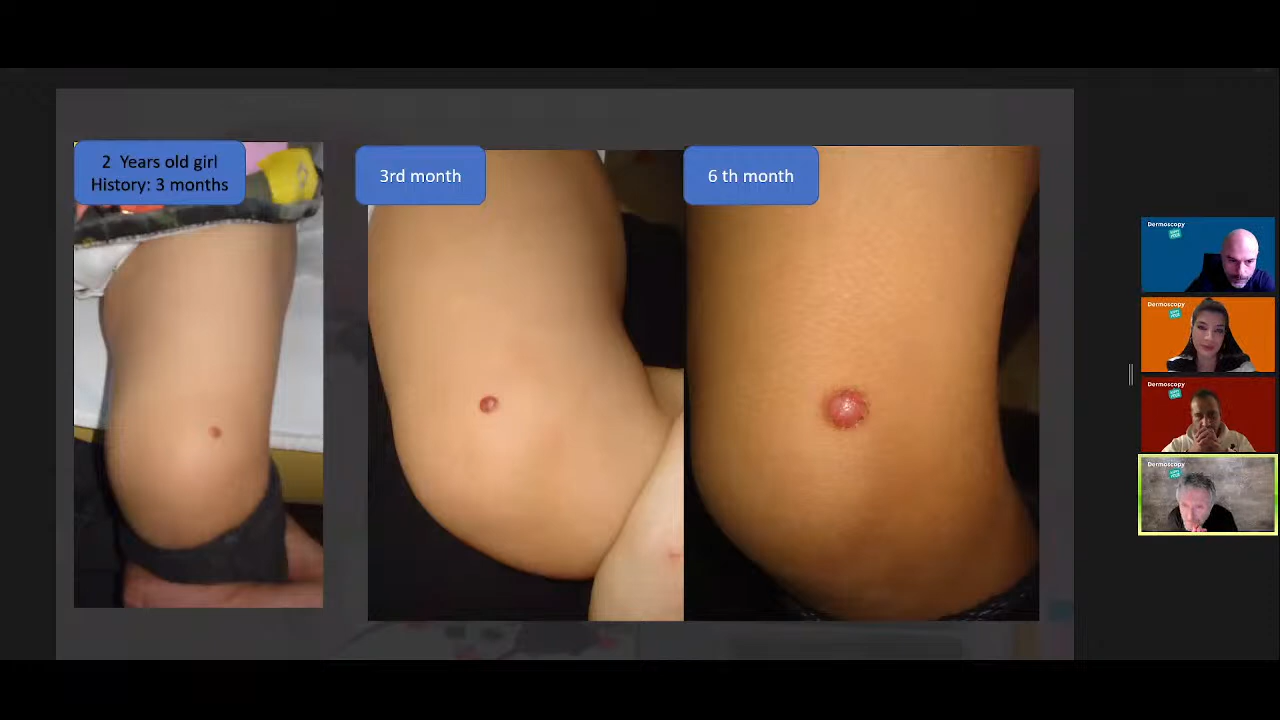 2 Years old girl
History: 3 months
3rd month
6 th month
Dermoscopy
Dermoscopy
Dermoscopy
Dermoscopy